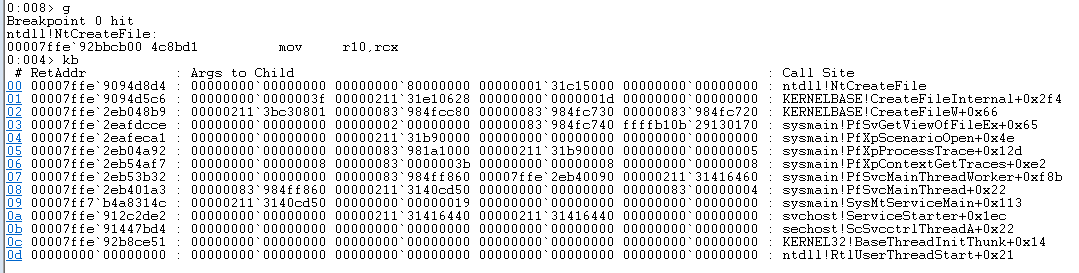 0:008> g
Breakpoint 0 hit
ntdll!NtCreateFile:
00007ffe`92bbcb00 4c8bd1 mov r10,rcx
0:004> kb
# RetAddr : Args to Child : Call Site
00 00007ffe`9094d8d4 : 00000000`00000000 00000000`80000000 00000001`31c15000 00000000`00000000 : ntdll!NtCreateFile
01 00007ffe`9094d5c6 : 00000000`0000003f 00000211`31e10628 00000000`0000001d 00000000`00000000 : KERNELBASE!CreateFileInternal+0x2f4
02 00007ffe`2eb048b9 : 00000211`3bc30801 00000083`984fcc80 00000083`984fc730 00000083`984fc720 : KERNELBASE!CreateFileW+0x66
03 00007ffe`2eafdcce : 00000000`00000000 00000002`00000000 00000083`984fc740 ffffb10b`29130170 : sysmain!PfSvGetViewOfFileEx+0x65
04 00007ffe`2eafeca1 : 00000000`00000000 00000211`31b90000 00000000`00000000 00000000`00000000 : sysmain!PfXpScenarioOpen+0x4e
05 00007ffe`2eb04a92 : 00000000`00000000 00000083`981a1000 00000211`31b90000 00000000`00000005 : sysmain!PfXpProcessTrace+0x12d
06 00007ffe`2eb54af7 : 00000000`00000008 00000083`0000003b 00000000`00000008 00000000`00000008 : sysmain!PfXpContextGetTraces+0xe2
07 00007ffe`2eb53b32 : 00000000`00000000 00000083`984ff860 00007ffe`2eb40090 00000211`31416460 : sysmain!PfSvcMainThreadWorker+0xf8b
08 00007ffe`2eb401a3 : 00000083`984ff860 00000211`3140cd50 00000000`00000000 00000083`00000004 : sysmain!PfSvcMainThread+0x22
09 00007ff7`b4a8314c : 00000211`3140cd50 00000000`00000019 00000000`00000000 00000000`00000000 : sysmain!SysMtServiceMain+0x113
0a 00007ffe`912c2de2 : 00000000`00000000 00000211`31416440 00000211`31416440 00000000`00000000 : svchost!ServiceStarter+0x1ec
0b 00007ffe`91447bd4 : 00000000`00000000 00000000`00000000 00000000`00000000 00000000`00000000 : sechost!ScSvcctrlThreadA+0x22
0c 00007ffe`92b8ce51 : 00000000`00000000 00000000`00000000 00000000`00000000 00000000`00000000 : KERNEL32!BaseThreadInitThunk+0x14
0d 00000000`00000000 : 00000000`00000000 00000000`00000000 00000000`00000000 00000000`00000000 : ntdll!RtlUserThreadStart+0x21